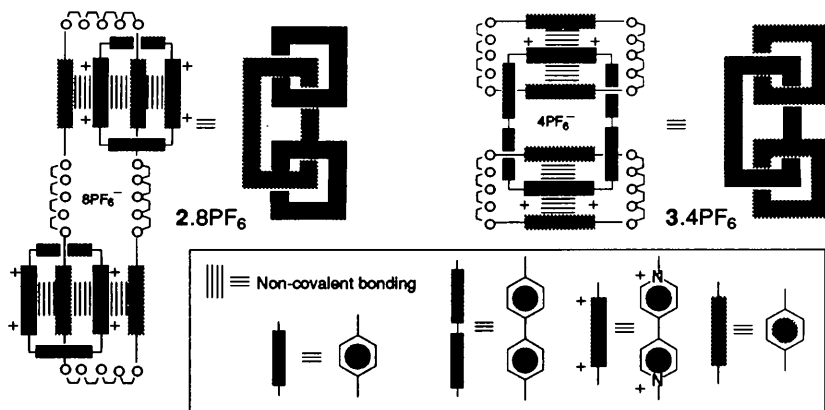 8PF₆⁻
2.8PF₆
4PF₆⁻
3.4PF₆
Non-covalent bonding
N
+
+
N